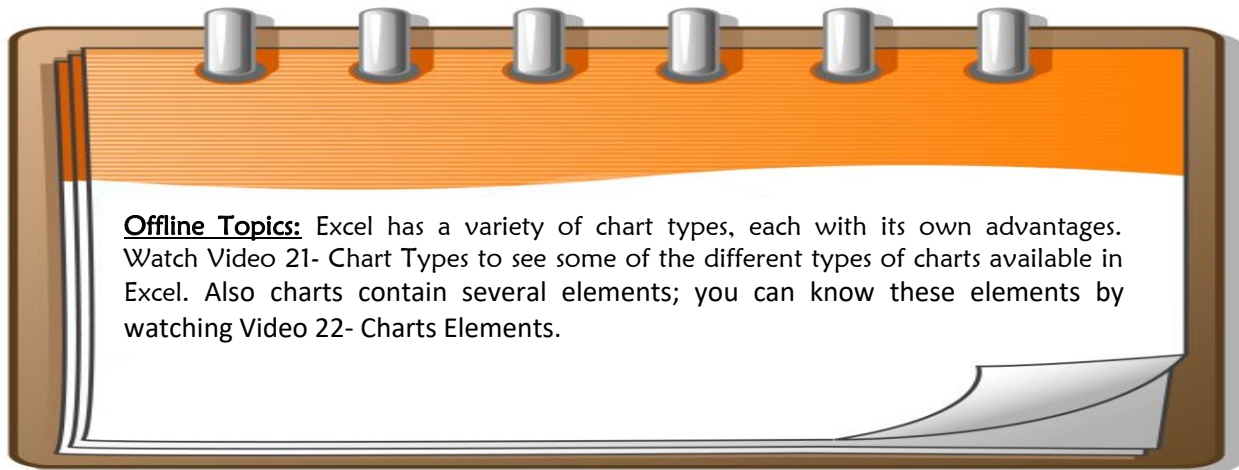 Offline Topics: Excel has a variety of chart types, each with its own advantages.
Watch Video 21- Chart Types to see some of the different types of charts available in
Excel. Also charts contain several elements; you can know these elements by
watching Video 22- Charts Elements.